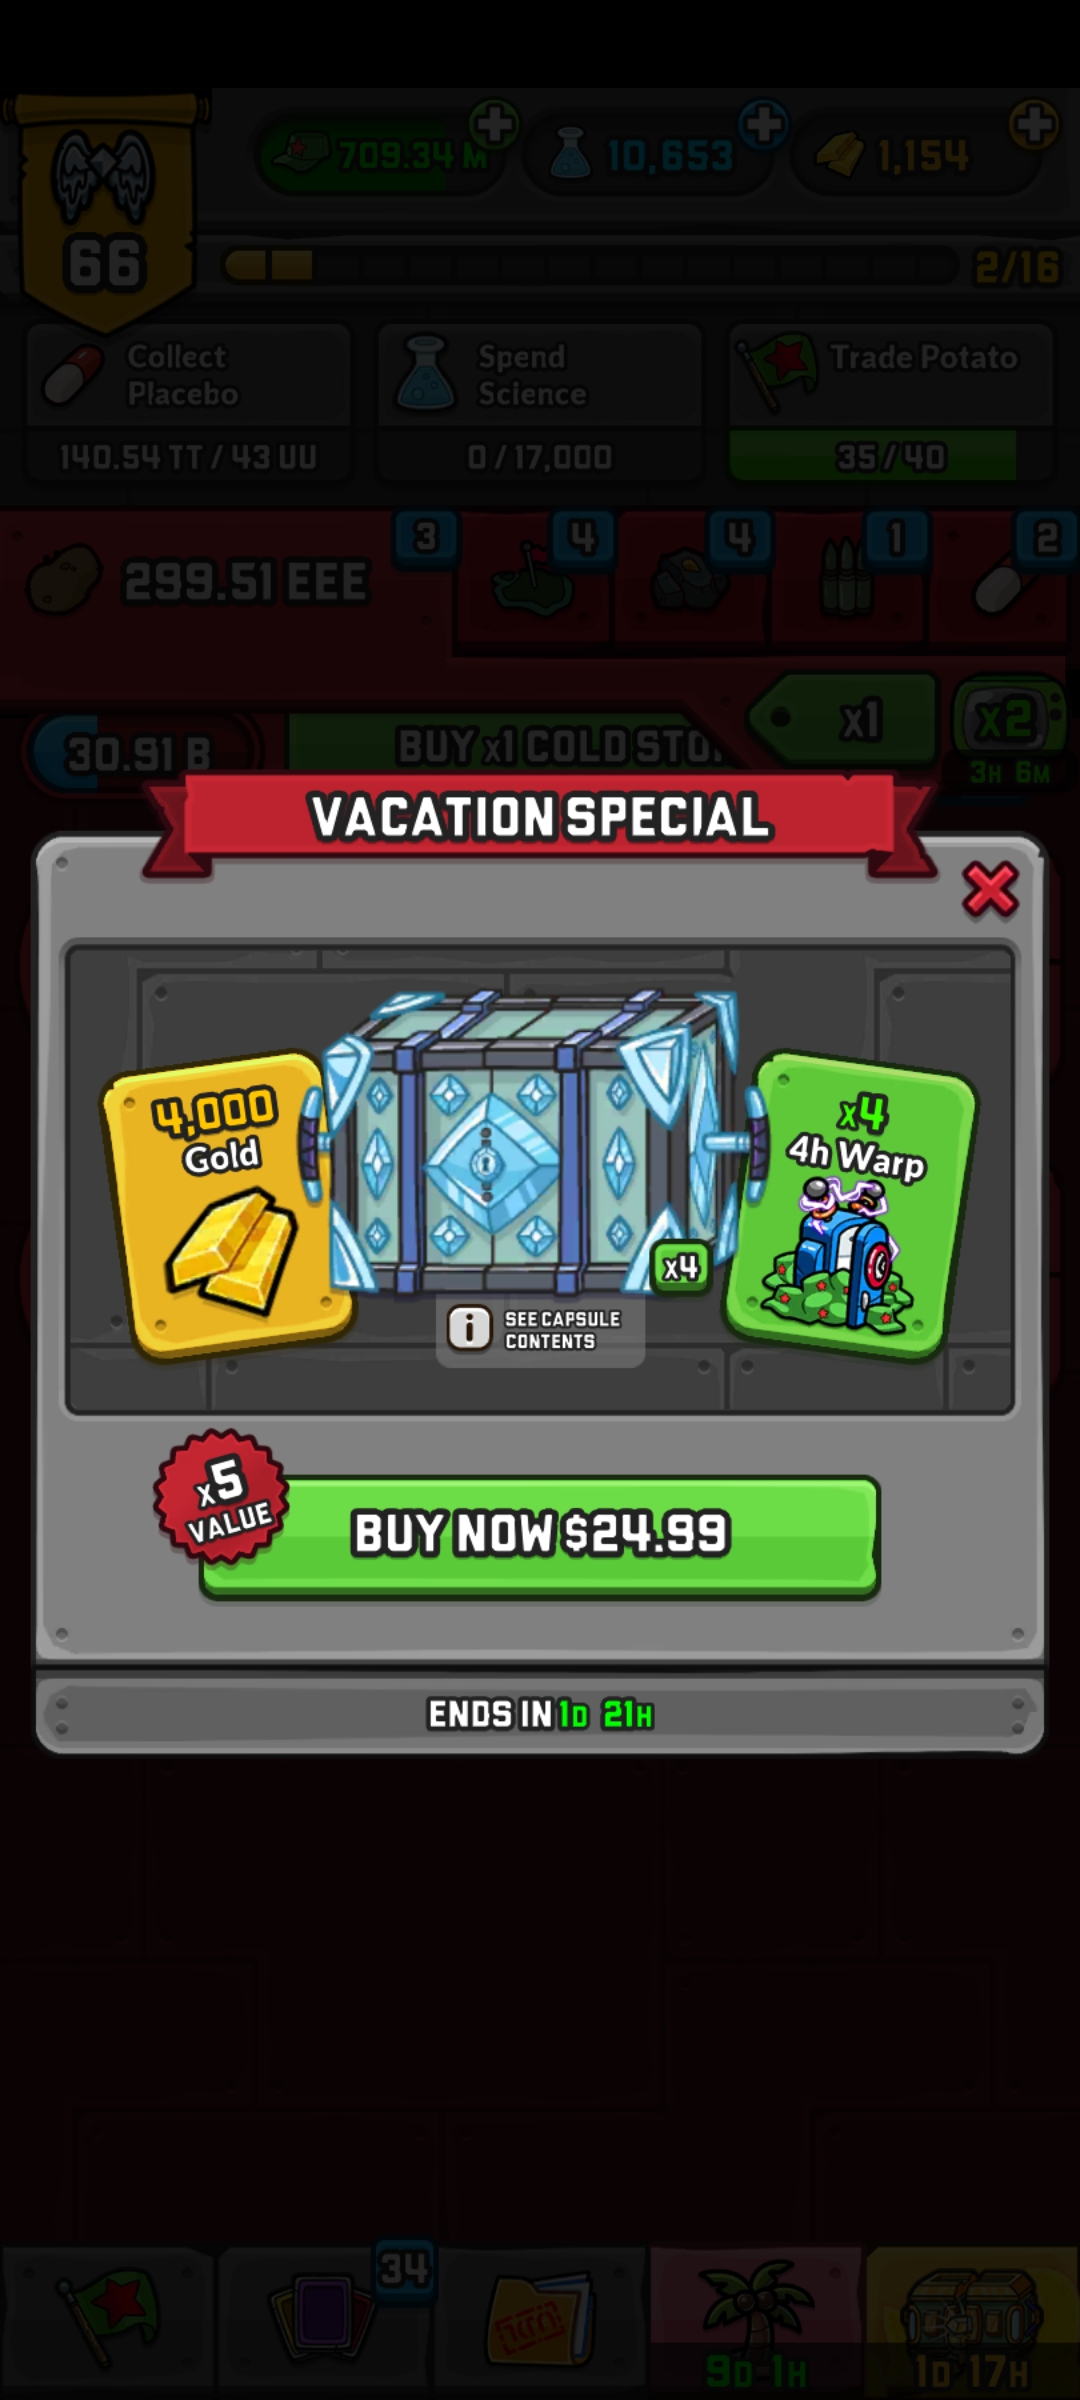 709.34 M
10,653
1,154
66
2/16
Collect
Placebo
140.54 TT / 43 UU
Spend
Science
0 / 17,000
Trade Potato
35 / 40
299.51 EEE
3
4
4
1
2
30.91 B
BUY x1 COLD STO
x1
x2
3H 6M
VACATION SPECIAL
4,000
Gold
x4
x4
4h Warp
SEE CAPSULE
CONTENTS
x5
VALUE
BUY NOW $24.99
ENDS IN 1D 21H
34
9D 1H
1D 17H